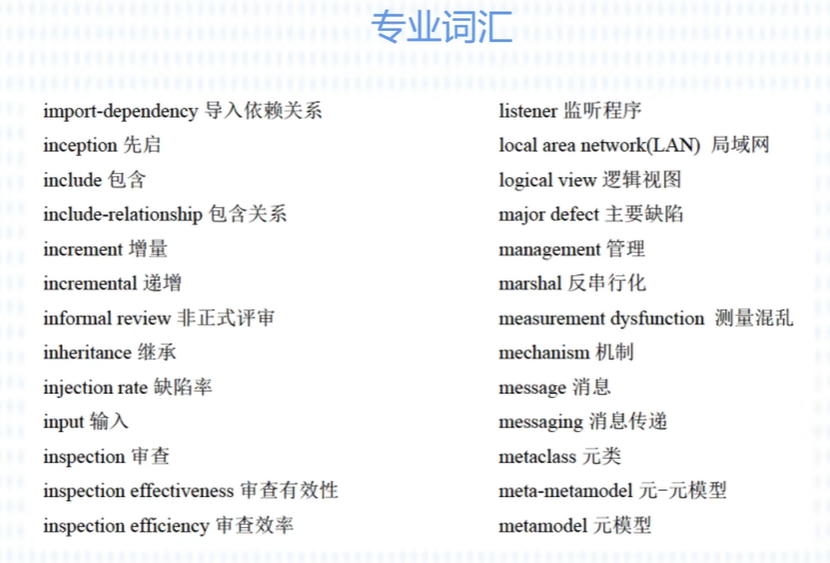 专业词汇
import-dependency 导入依赖关系
inception 先启
include 包含
include-relationship 包含关系
increment 增量
incremental 递增
informal review 非正式评审
inheritance 继承
injection rate 缺陷率
input 输入
inspection 审查
inspection effectiveness 审查有效性
inspection efficiency 审查效率
listener 监听程序
local area network(LAN) 局域网
logical view 逻辑视图
major defect 主要缺陷
management 管理
marshal 反串行化
measurement dysfunction 测量混乱
mechanism 机制
message 消息
messaging 消息传递
metaclass 元类
meta-metamodel 元-元模型
metamodel 元模型